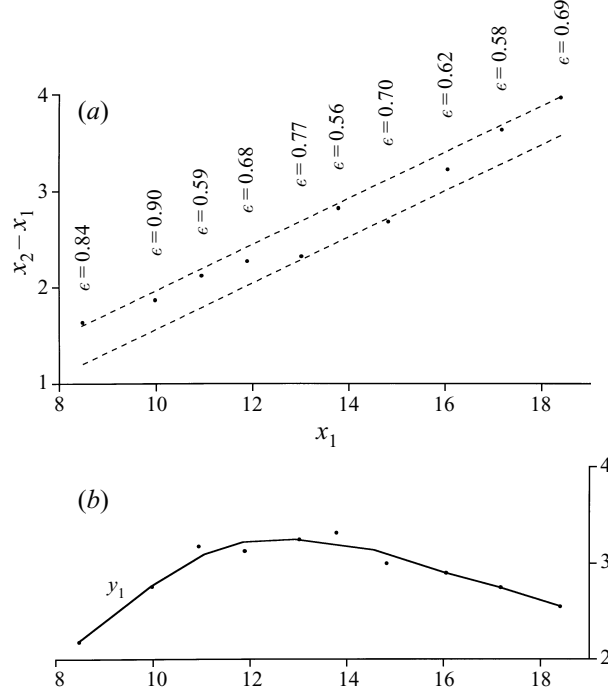 (a)
ϵ = 0.84
ϵ = 0.90
ϵ = 0.59
ϵ = 0.68
ϵ = 0.77
ϵ = 0.56
ϵ = 0.70
ϵ = 0.62
ϵ = 0.58
ϵ = 0.69
4
3
2
1
x₂ – x₁
8 10 12 14 16 18
x₁
(b)
y₁
4
3
2
8 10 12 14 16 18